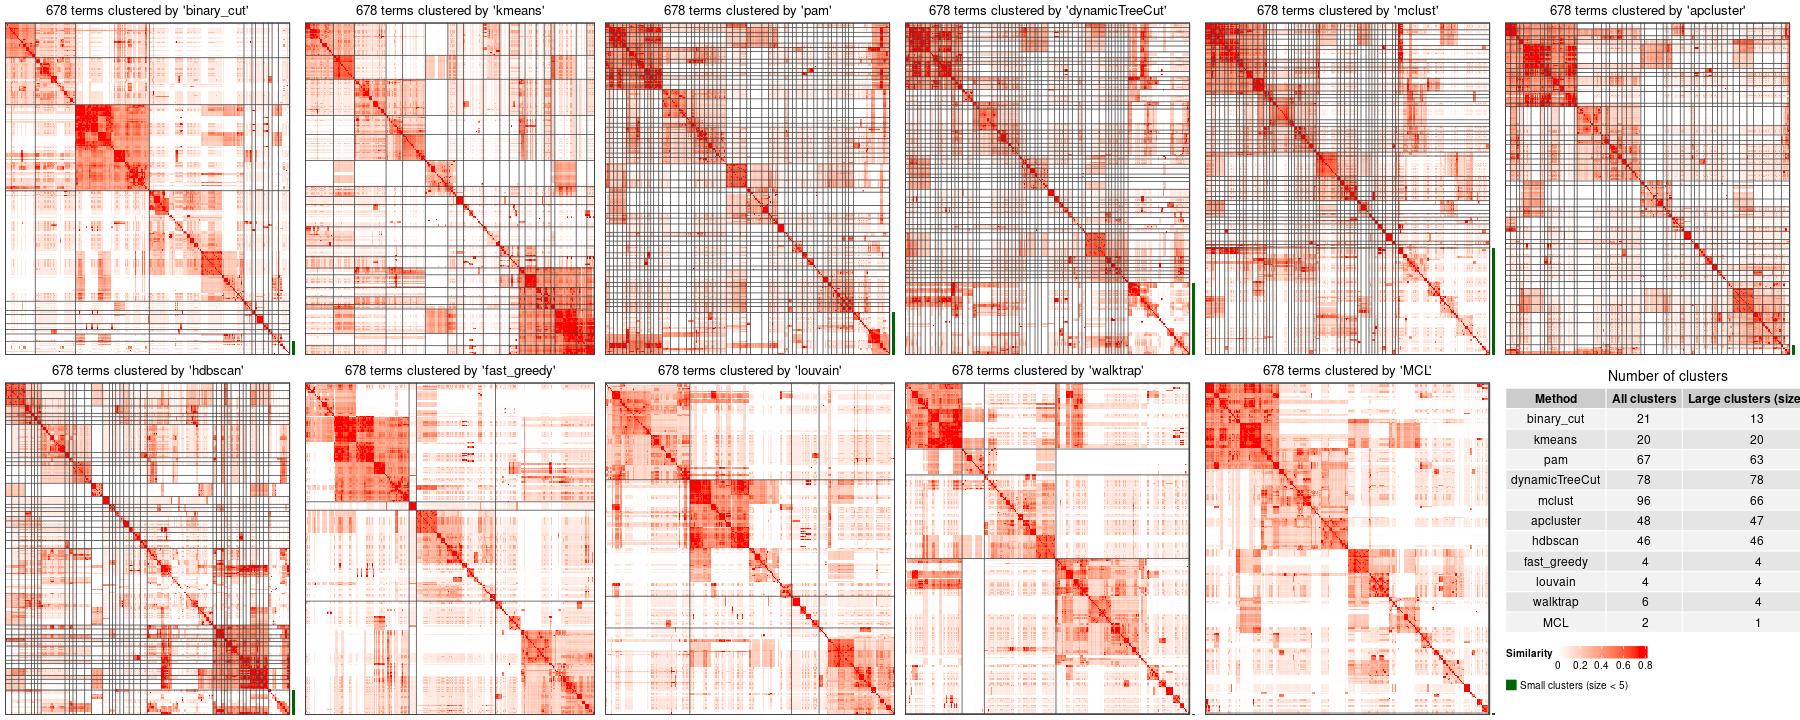 678 terms clustered by 'binary_cut'
678 terms clustered by 'kmeans'
678 terms clustered by 'pam'
678 terms clustered by 'dynamicTreeCut'
678 terms clustered by 'mclust'
678 terms clustered by 'apcluster'
678 terms clustered by 'hdbscan'
678 terms clustered by 'fast_greedy'
678 terms clustered by 'louvain'
678 terms clustered by 'walktrap'
678 terms clustered by 'MCL'
Number of clusters
Method All clusters Large clusters (size
binary_cut 21 13
kmeans 20 20
pam 67 63
dynamicTreeCut 78 78
mclust 96 66
apcluster 48 47
hdbscan 46 46
fast_greedy 4 4
louvain 4 4
walktrap 6 4
MCL 2 1
Similarity
0 0.2 0.4 0.6 0.8
Small clusters (size < 5)